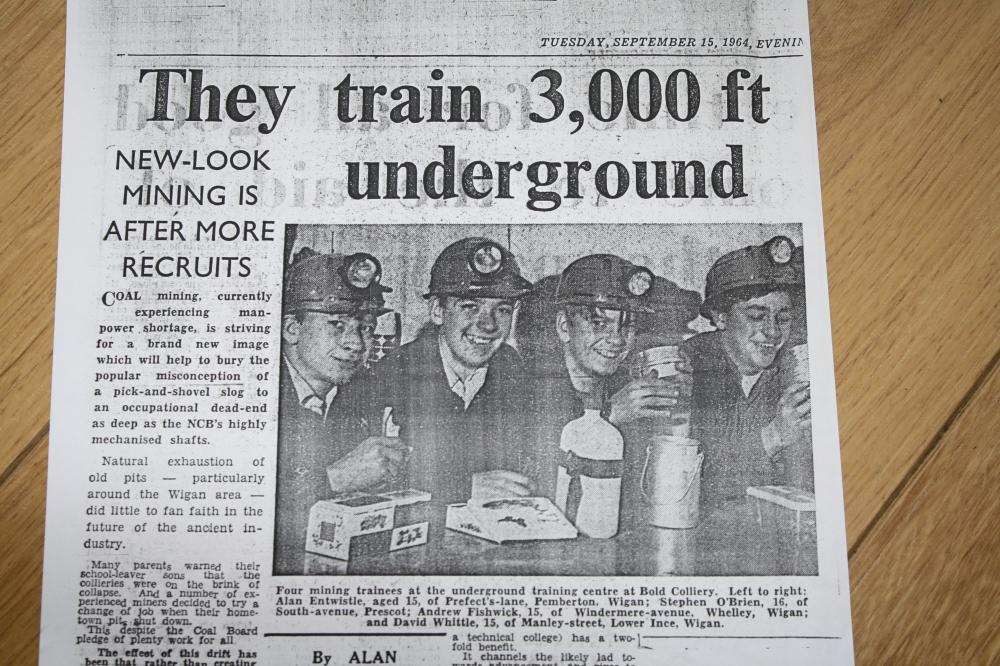 TUESDAY, SEPTEMBER 15, 1964, EVENIN
They train 3,000 ft
underground
NEW-LOOK
MINING IS
AFTER MORE
RECRUITS
COAL mining, currently
experiencing man-
power shortage, is striving
for a brand new image
which will help to bury the
popular misconception of
a pick-and-shovel slog to
an occupational dead-end
as deep as the NCB's highly
mechanised shafts.
Natural exhaustion of
old pits — particularly
around the Wigan area —
did little to fan faith in the
future of the ancient in-
dustry.
Many parents warned their
school-leaver sons that the
collieries were on the brink of
collapse. And a number of ex-
perienced miners decided to try a
change of job when their home-
town pits shut down.
This despite the Coal Board
pledge of plenty work for all.
The effect of this drift has
been that rather than creating
Four mining trainees at the underground training centre at Bold Colliery. Left to right:
Alan Entwistle, aged 15, of Prefect's-lane, Pemberton, Wigan; Stephen O'Brien, 16, of
South-avenue, Prescot; Andrew Fishwick, 15, of Windermere-avenue, Whelley, Wigan;
and David Whittle, 15, of Manley-street, Lower Ince, Wigan.
By ALAN
a technical college) has a two-
fold benefit.
It channels the likely lad to-